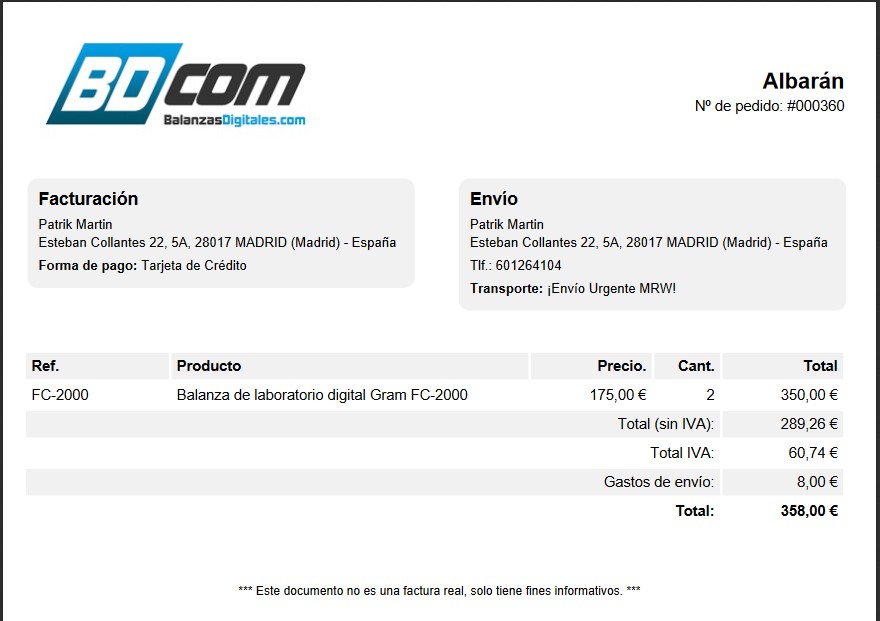 BDCOM
BalanzasDigitales.com
Albarán
Nº de pedido: #000360
Facturación
Patrik Martin
Esteban Collantes 22, 5A, 28017 MADRID (Madrid) - España
Forma de pago: Tarjeta de Crédito
Envío
Patrik Martin
Esteban Collantes 22, 5A, 28017 MADRID (Madrid) - España
Tlf.: 601264104
Transporte: ¡Envío Urgente MRW!
Ref. Producto Precio. Cant. Total
FC-2000 Balanza de laboratorio digital Gram FC-2000 175,00 € 2 350,00 €
Total (sin IVA): 289,26 €
Total IVA: 60,74 €
Gastos de envío: 8,00 €
Total: 358,00 €
*** Este documento no es una factura real, solo tiene fines informativos. ***